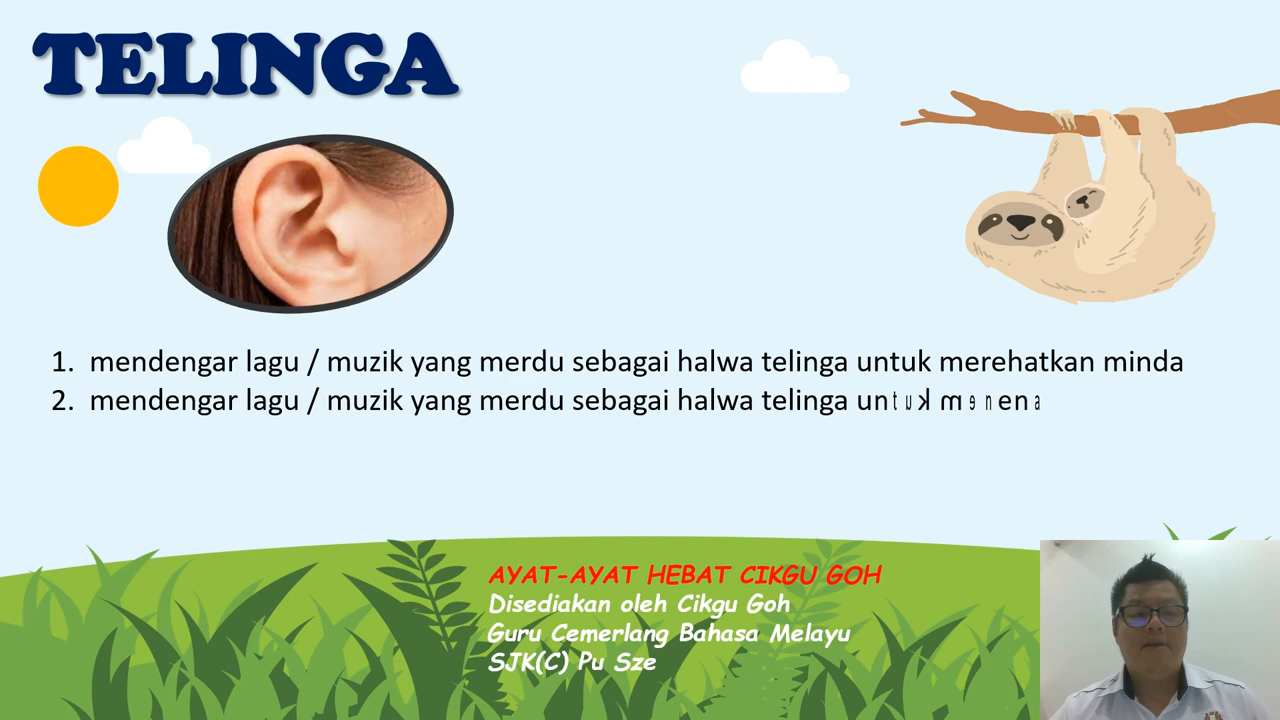 TELINGA
1. mendengar lagu / muzik yang merdu sebagai halwa telinga untuk merehatkan minda
2. mendengar lagu / muzik yang merdu sebagai halwa telinga untuk
AYAT-AYAT HEBAT CIKGU GOH
Disediakan oleh Cikgu Goh
Guru Cemerlang Bahasa Melayu
SJK(C) Pu Sze